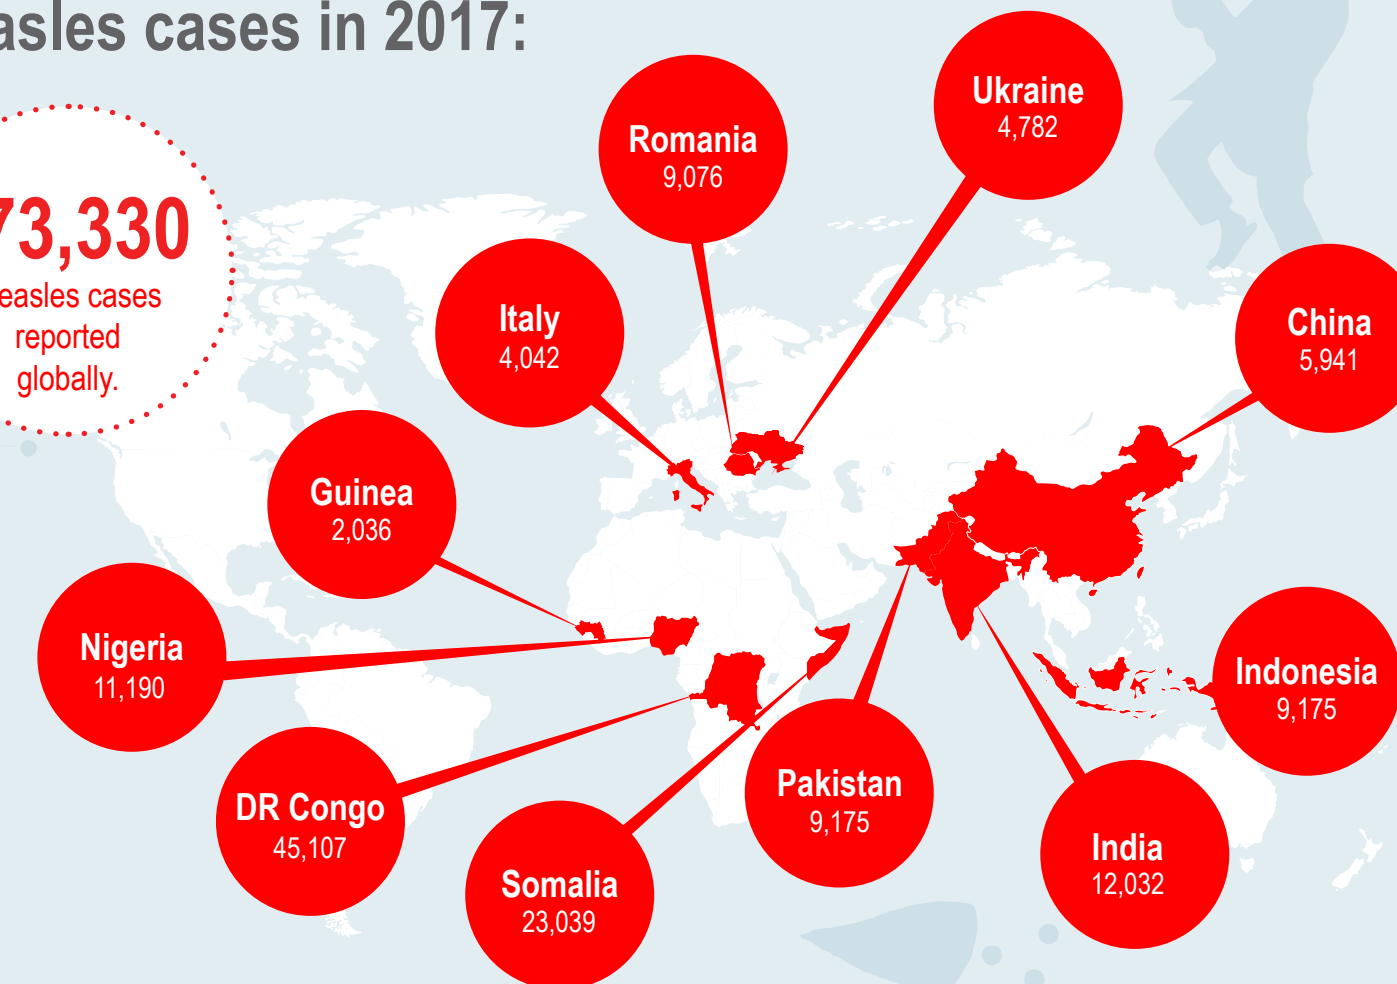 asles cases in 2017:
73,330
easles cases
reported
globally.
Romania
9,076
Ukraine
4,782
Italy
4,042
China
5,941
Guinea
2,036
Nigeria
11,190
Indonesia
9,175
DR Congo
45,107
Pakistan
9,175
Somalia
23,039
India
12,032